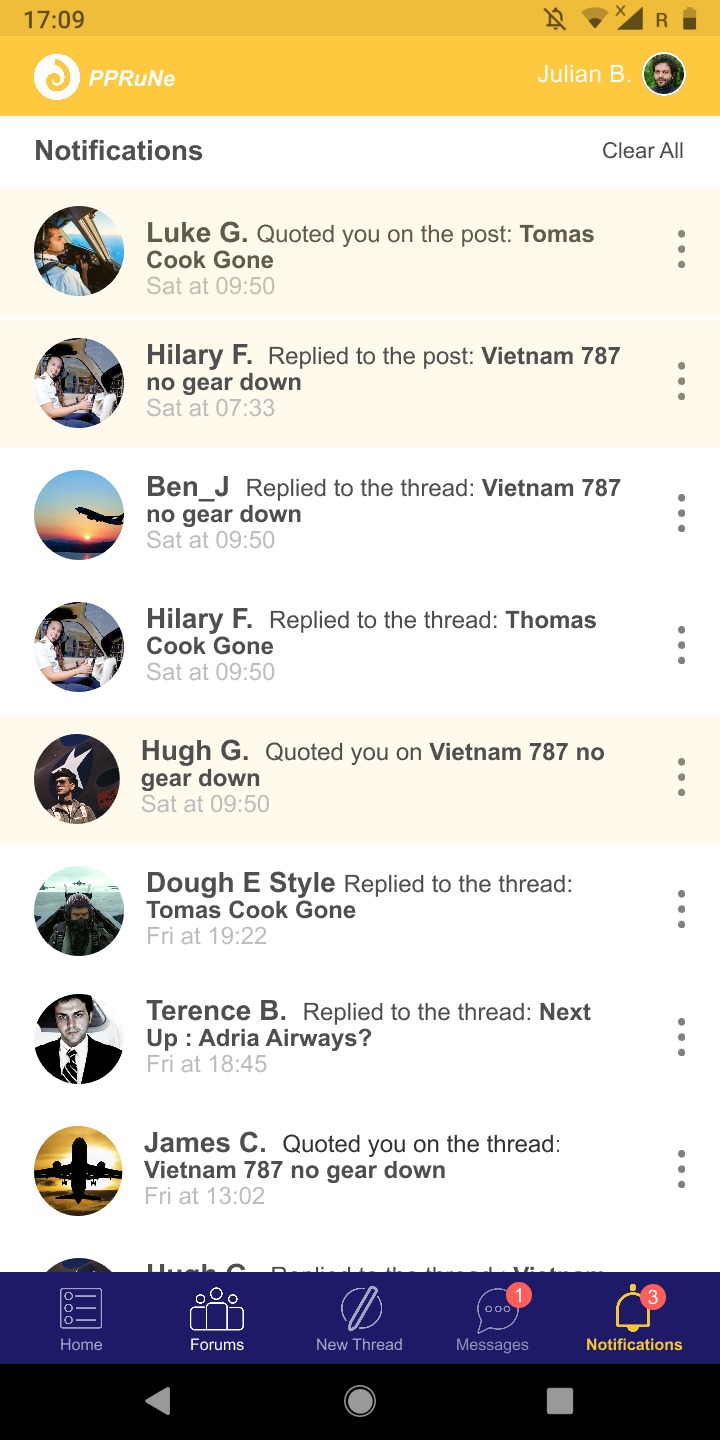 17:09
R
PPRuNe
Julian B.
Notifications
Clear All
Luke G. Quoted you on the post: Tomas
Cook Gone
Sat at 09:50
Hilary F. Replied to the post: Vietnam 787
no gear down
Sat at 07:33
Ben_J Replied to the thread: Vietnam 787
no gear down
Sat at 09:50
Hilary F. Replied to the thread: Thomas
Cook Gone
Sat at 09:50
Hugh G. Quoted you on Vietnam 787 no
gear down
Sat at 09:50
Dough E Style Replied to the thread:
Tomas Cook Gone
Fri at 19:22
Terence B. Replied to the thread: Next
Up : Adria Airways?
Fri at 18:45
James C. Quoted you on the thread:
Vietnam 787 no gear down
Fri at 13:02
Hugh G. Replied to the thread : Vietnam
1
3
Home
Forums
New Thread
Messages
Notifications